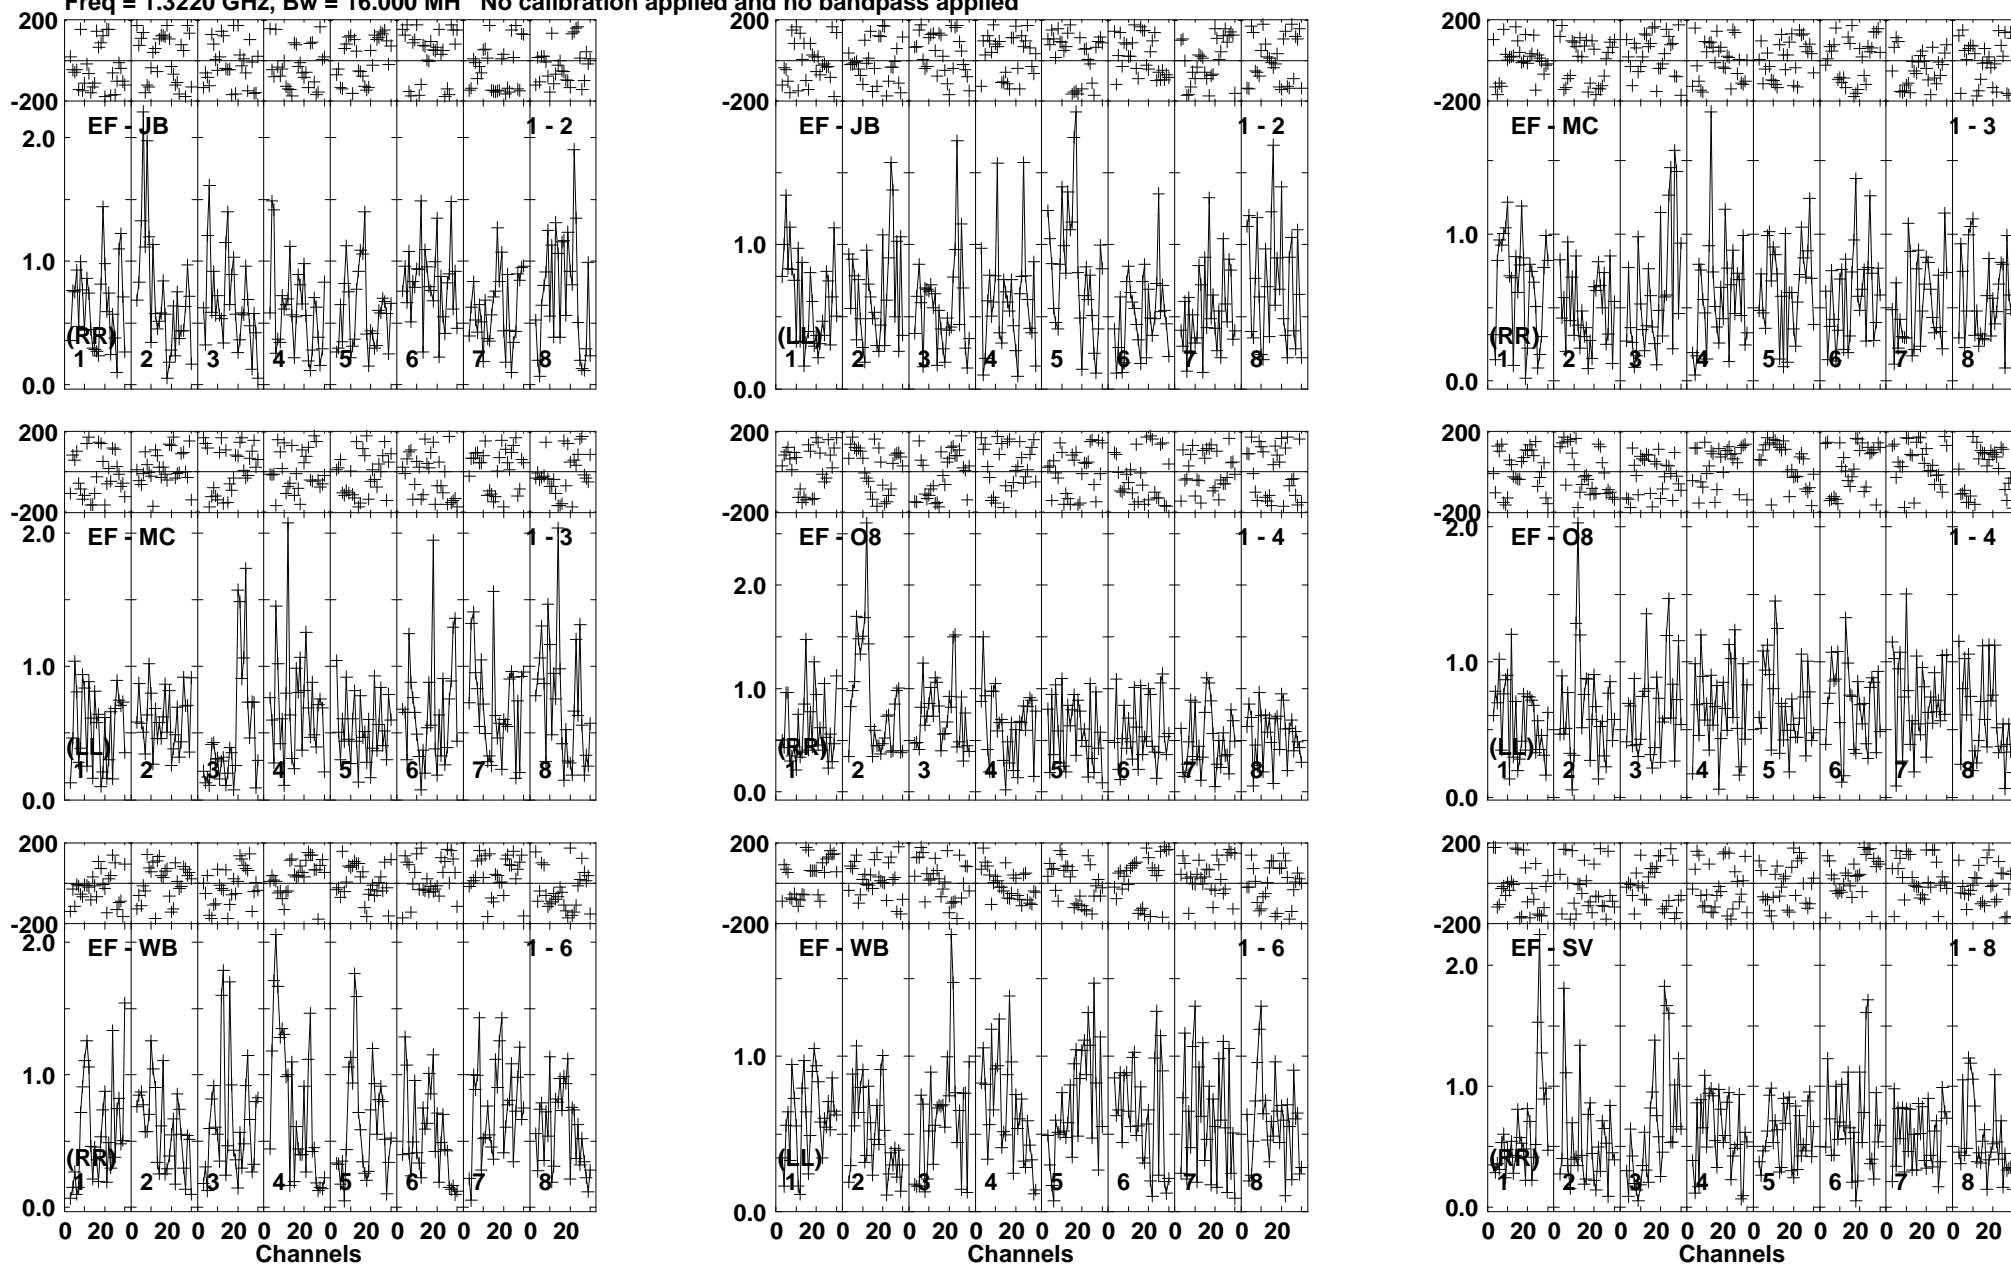 Freq = 1.3220 GHz, Bw = 16.000 MH No calibration applied and no bandpass applied
200 200 200
-200 -200 -200
EF - JB 1 - 2 EF - JB 1 - 2 EF - MC 1 - 3
2.0
1.0 1.0 1.0
(RR) (LL) (RR)
1 2 3 4 5 6 7 8 1 2 3 4 5 6 7 8 1 2 3 4 5 6 7 8
0.0 0.0 0.0
200 200 200
-200 -200 -200
EF - MC 1 - 3 EF - O8 1 - 4 EF - O8 1 - 4
2.0 2.0 2.0
1.0 1.0 1.0
(LL) (RR) (LL)
1 2 3 4 5 6 7 8 1 2 3 4 5 6 7 8 1 2 3 4 5 6 7 8
0.0 0.0 0.0
200 200 200
-200 -200 -200
EF - WB 1 - 6 EF - WB 1 - 6 EF - SV 1 - 8
2.0 2.0
1.0 1.0 1.0
(RR) (LL) (RR)
1 2 3 4 5 6 7 8 1 2 3 4 5 6 7 8 1 2 3 4 5 6 7 8
0.0 0.0 0.0
0 20 0 20 0 20 0 20 0 20 0 20 0 20 0 20 0 20 0 20 0 20 0 20 0 20 0 20 0 20 0 20 0 20 0 20 0 20 0 20 0 20 0 20 0 20 0 20
Channels Channels Channels